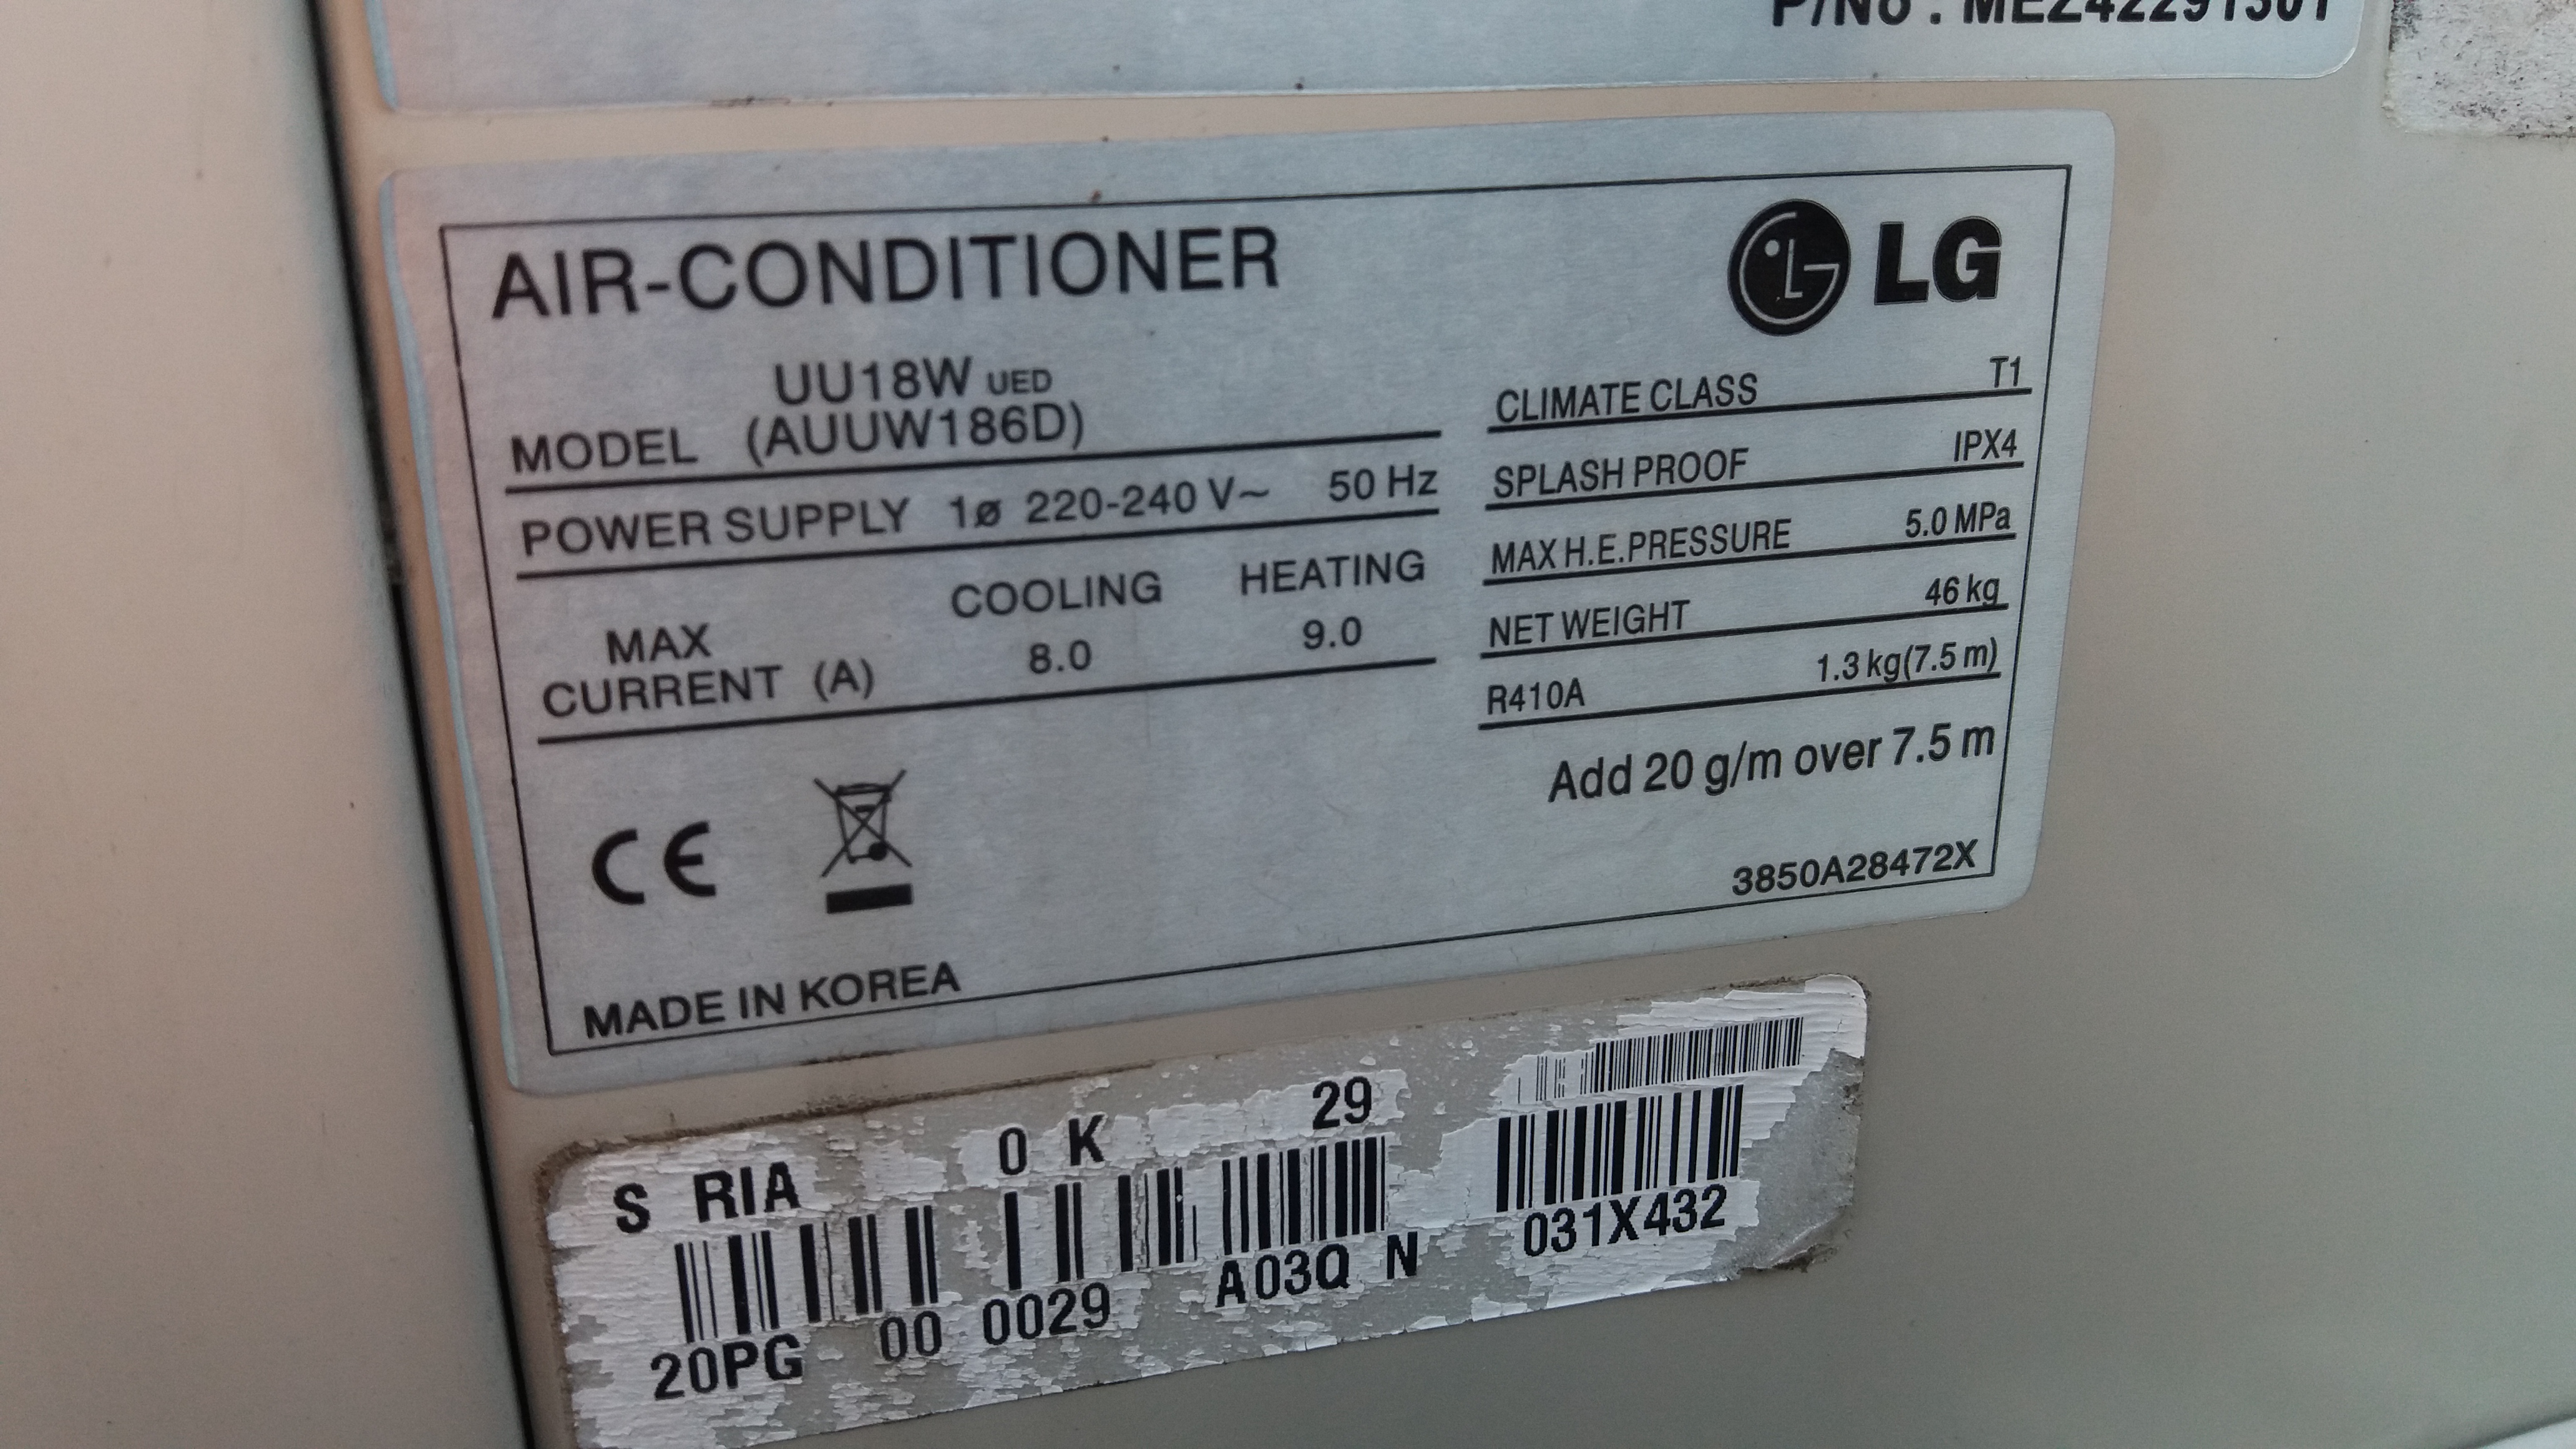 P/No : MEZ42291301
AIR-CONDITIONER
LG
UU18W UED
MODEL (AUUW186D)
POWER SUPPLY 1ø 220-240 V~ 50 Hz
COOLING HEATING
MAX
CURRENT (A) 8.0 9.0
CLIMATE CLASS T1
SPLASH PROOF IPX4
MAX H.E.PRESSURE 5.0 MPa
NET WEIGHT 46 kg
R410A 1.3 kg(7.5 m)
Add 20 g/m over 7.5 m
3850A28472X
CE
MADE IN KOREA
S RIA 0 K 29
20PG 00 0029 A03Q N 031X432